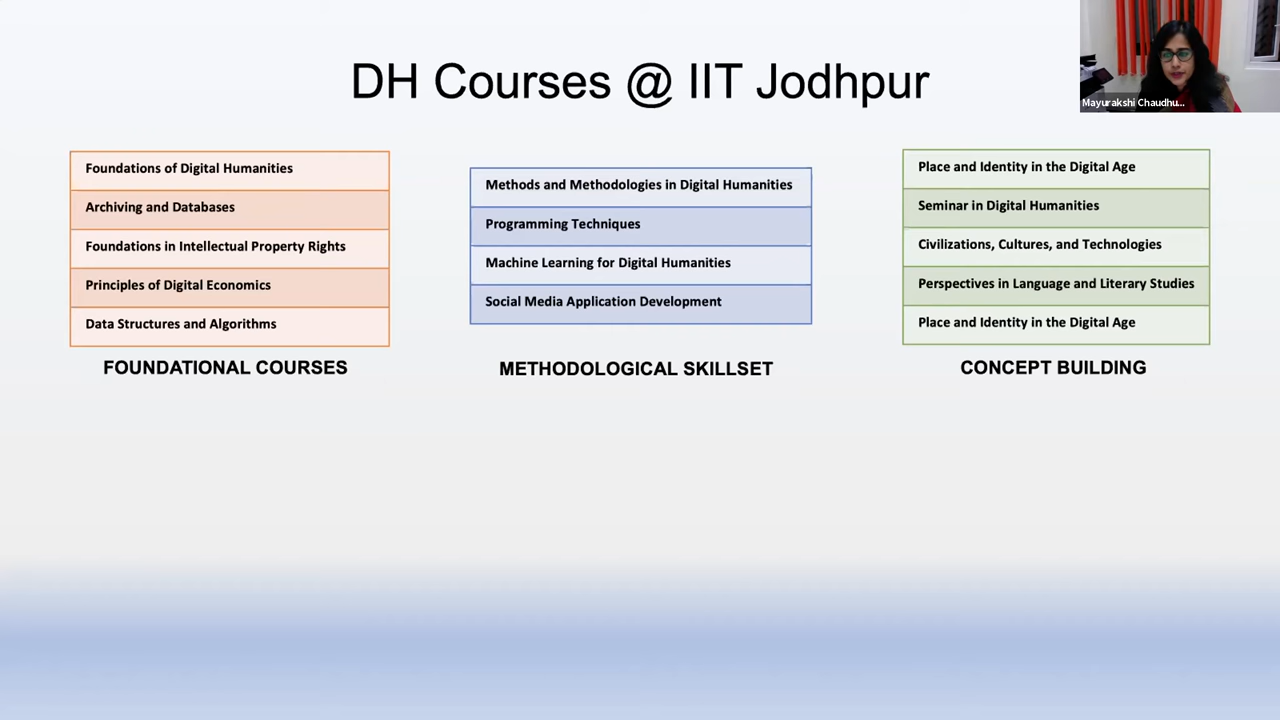 DH Courses @ IIT Jodhpur
Mayurakshi Chaudhu...
Foundations of Digital Humanities
Archiving and Databases
Foundations in Intellectual Property Rights
Principles of Digital Economics
Data Structures and Algorithms
FOUNDATIONAL COURSES
Methods and Methodologies in Digital Humanities
Programming Techniques
Machine Learning for Digital Humanities
Social Media Application Development
METHODOLOGICAL SKILLSET
Place and Identity in the Digital Age
Seminar in Digital Humanities
Civilizations, Cultures, and Technologies
Perspectives in Language and Literary Studies
Place and Identity in the Digital Age
CONCEPT BUILDING